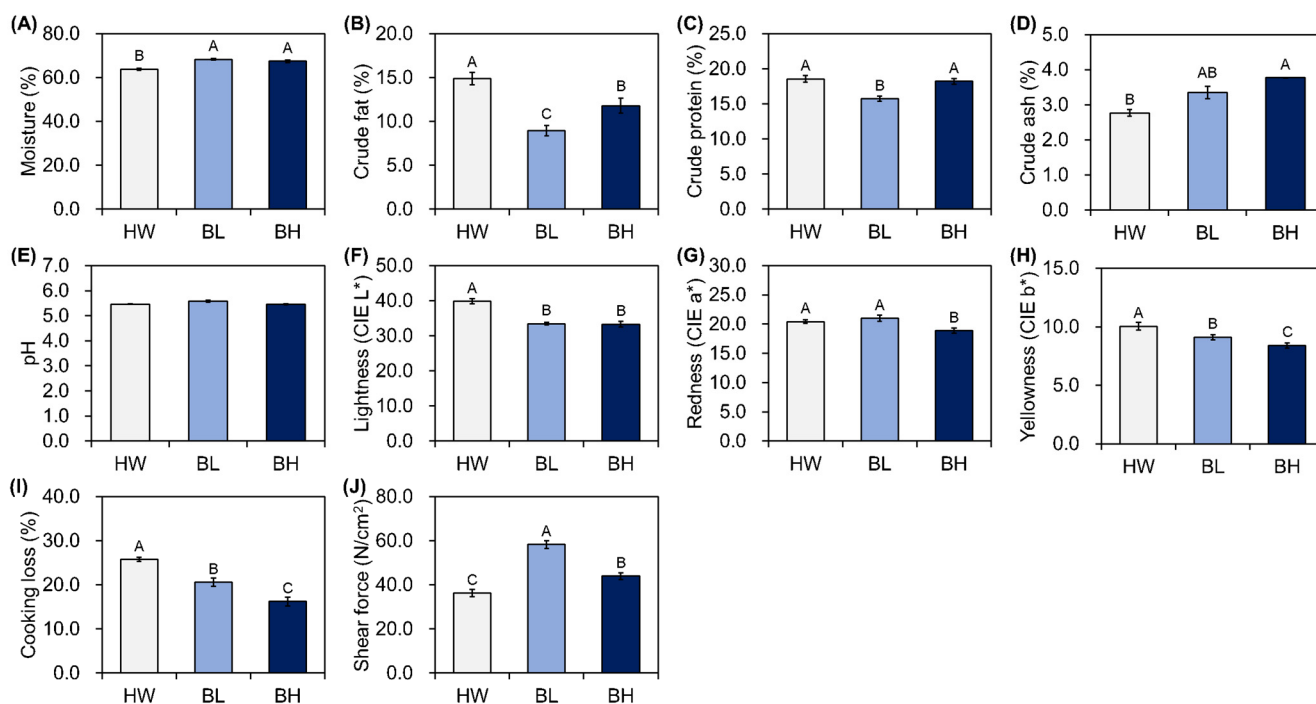 (A)
Moisture (%)
80.0
60.0
40.0
20.0
0.0
B
A
A
HW
BL
BH
(B)
Crude fat (%)
20.0
15.0
10.0
5.0
0.0
A
C
B
HW
BL
BH
(C)
Crude protein (%)
25.0
20.0
15.0
10.0
5.0
0.0
A
B
A
HW
BL
BH
(D)
Crude ash (%)
5.0
4.0
3.0
2.0
1.0
0.0
B
AB
A
HW
BL
BH
(E)
pH
7.0
6.0
5.0
4.0
3.0
2.0
1.0
0.0
HW
BL
BH
(F)
Lightness (CIE L*)
50.0
40.0
30.0
20.0
10.0
0.0
A
B
B
HW
BL
BH
(G)
Redness (CIE a*)
30.0
25.0
20.0
15.0
10.0
5.0
0.0
A
A
B
HW
BL
BH
(H)
Yellowness (CIE b*)
15.0
10.0
5.0
0.0
A
B
C
HW
BL
BH
(I)
Cooking loss (%)
40.0
30.0
20.0
10.0
0.0
A
B
C
HW
BL
BH
(J)
Shear force (N/cm²)
80.0
60.0
40.0
20.0
0.0
C
A
B
HW
BL
BH